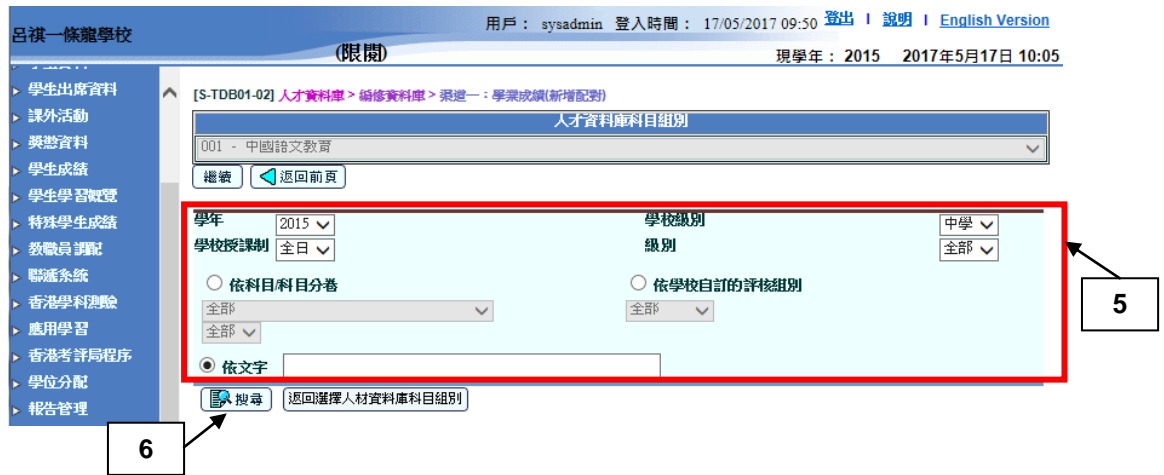 用戶： sysadmin 登入時間： 17/05/2017 09:50 登出 | 說明 | English Version
呂祺一條龍學校
(限閱)
現學年： 2015 2017年5月17日 10:05
學生出席資料
課外活動
獎懲資料
學生成績
學生學習概覽
特殊學生成績
教職員調配
聯遞系統
香港學科測驗
應用學習
香港考評局程序
學位分配
報告管理
[S-TDB01-02] 人才資料庫 > 編修資料庫 > 渠道一：學業成績(新增配對)
人才資料庫科目組別
001 - 中國語文教育
繼續 返回前頁
學年 2015 學校級別 中學
學校授課制 全日 級別 全部
依科目/科目分卷 依學校自訂的評核組別
全部 全部
全部
依文字
搜尋 返回選擇人材資料庫科目組別
5
6